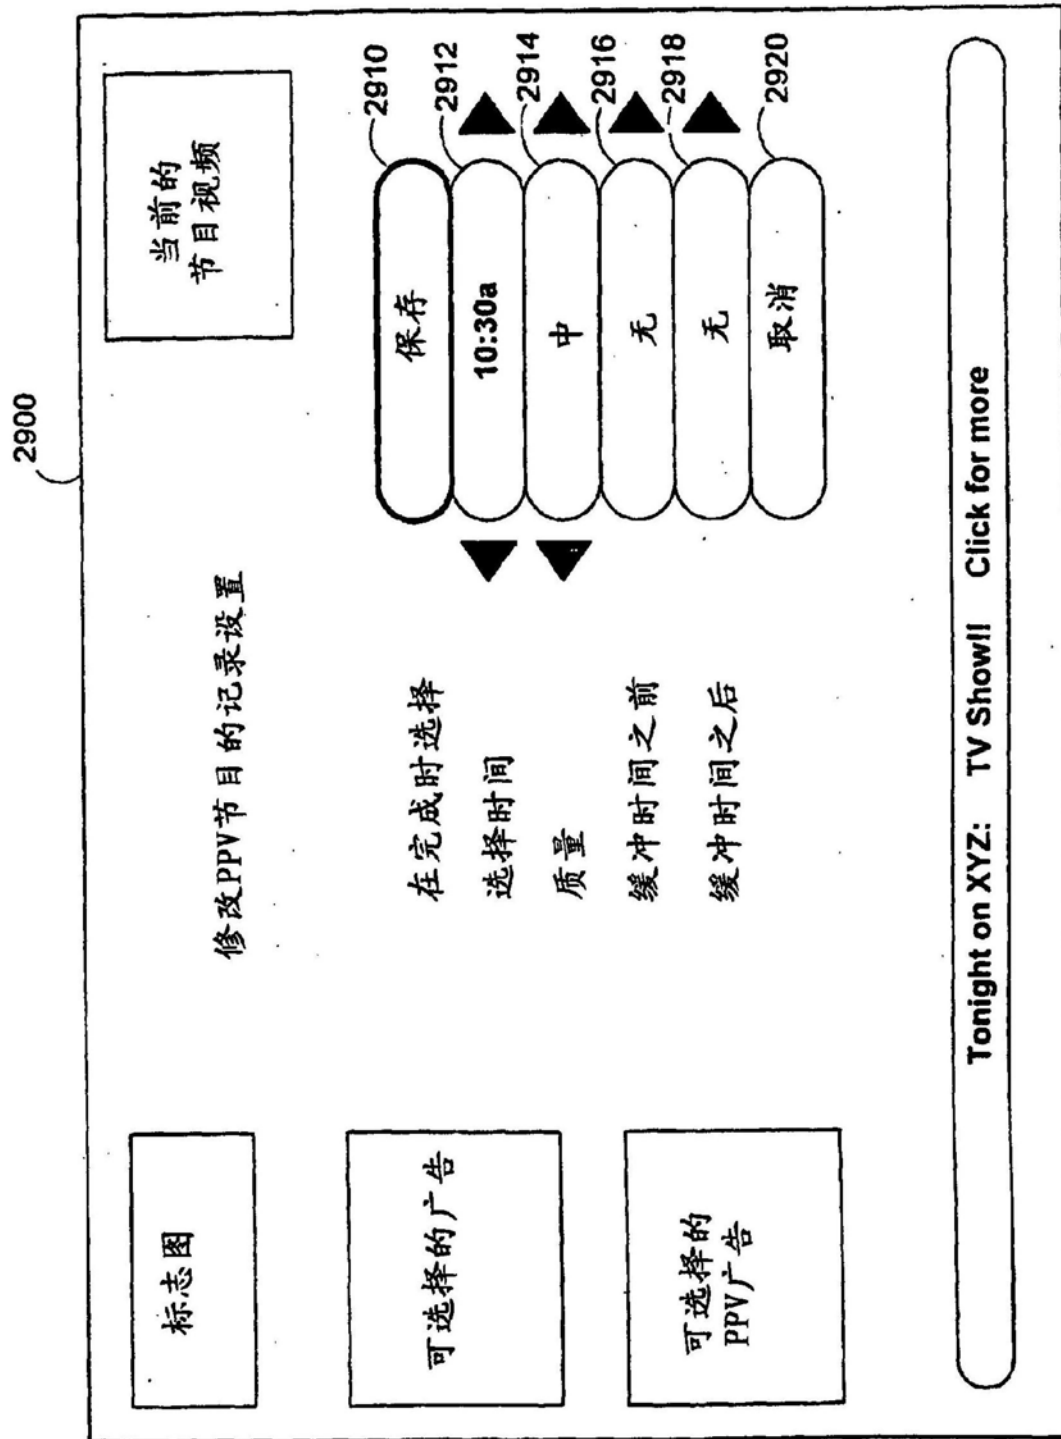 2900
标志图
修改PPV节目的记录设置
当前的
节目视频
可选择的广告
可选择的
PPV广告
在完成时选择
保存
2910
选择时间
10:30a
2912
质量
中
2914
缓冲时间之前
无
2916
缓冲时间之后
无
2918
取消
2920
Tonight on XYZ: TV Show!! Click for more